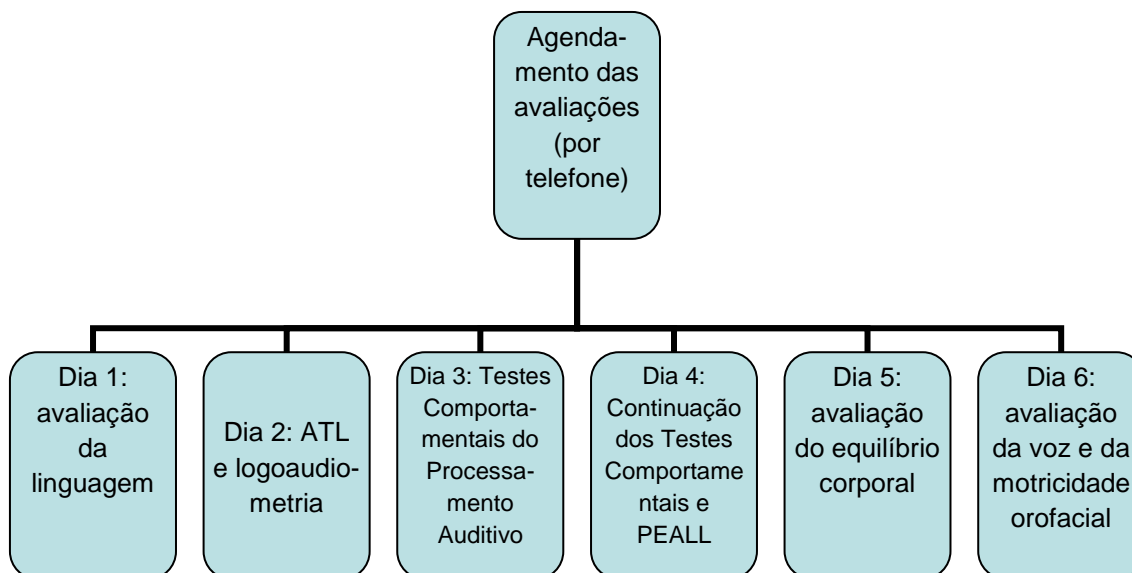 Agenda-
mento das
avaliações
(por
telefone)
Dia 1:
avaliação
da
linguagem
Dia 2: ATL
e logoaudio-
metria
Dia 3: Testes
Comporta-
mentais do
Processa-
mento
Auditivo
Dia 4:
Continuação
dos Testes
Comportame
ntais e
PEALL
Dia 5:
avaliação
do equilíbrio
corporal
Dia 6:
avaliação
da voz e da
motricidade
orofacial